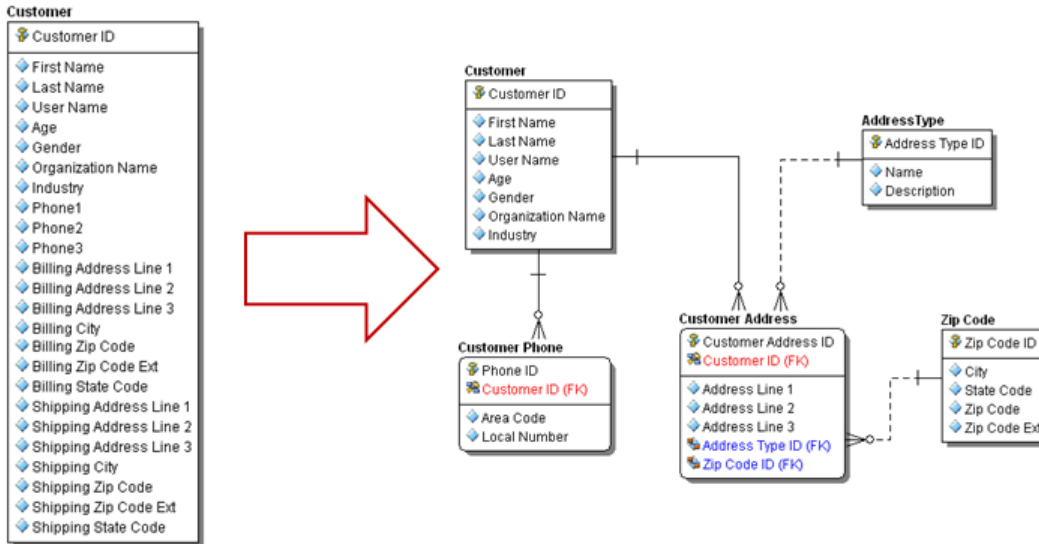 Customer
Customer ID
First Name
Last Name
User Name
Age
Gender
Organization Name
Industry
Phone1
Phone2
Phone3
Billing Address Line 1
Billing Address Line 2
Billing Address Line 3
Billing City
Billing Zip Code
Billing Zip Code Ext
Billing State Code
Shipping Address Line 1
Shipping Address Line 2
Shipping Address Line 3
Shipping City
Shipping Zip Code
Shipping Zip Code Ext
Shipping State Code
Customer
Customer ID
First Name
Last Name
User Name
Age
Gender
Organization Name
Industry
Customer Phone
Phone ID
Customer ID (FK)
Area Code
Local Number
AddressType
Address Type ID
Name
Description
Customer Address
Customer Address ID
Customer ID (FK)
Address Line 1
Address Line 2
Address Line 3
Address Type ID (FK)
Zip Code ID (FK)
Zip Code
Zip Code ID
City
State Code
Zip Code
Zip Code Ext